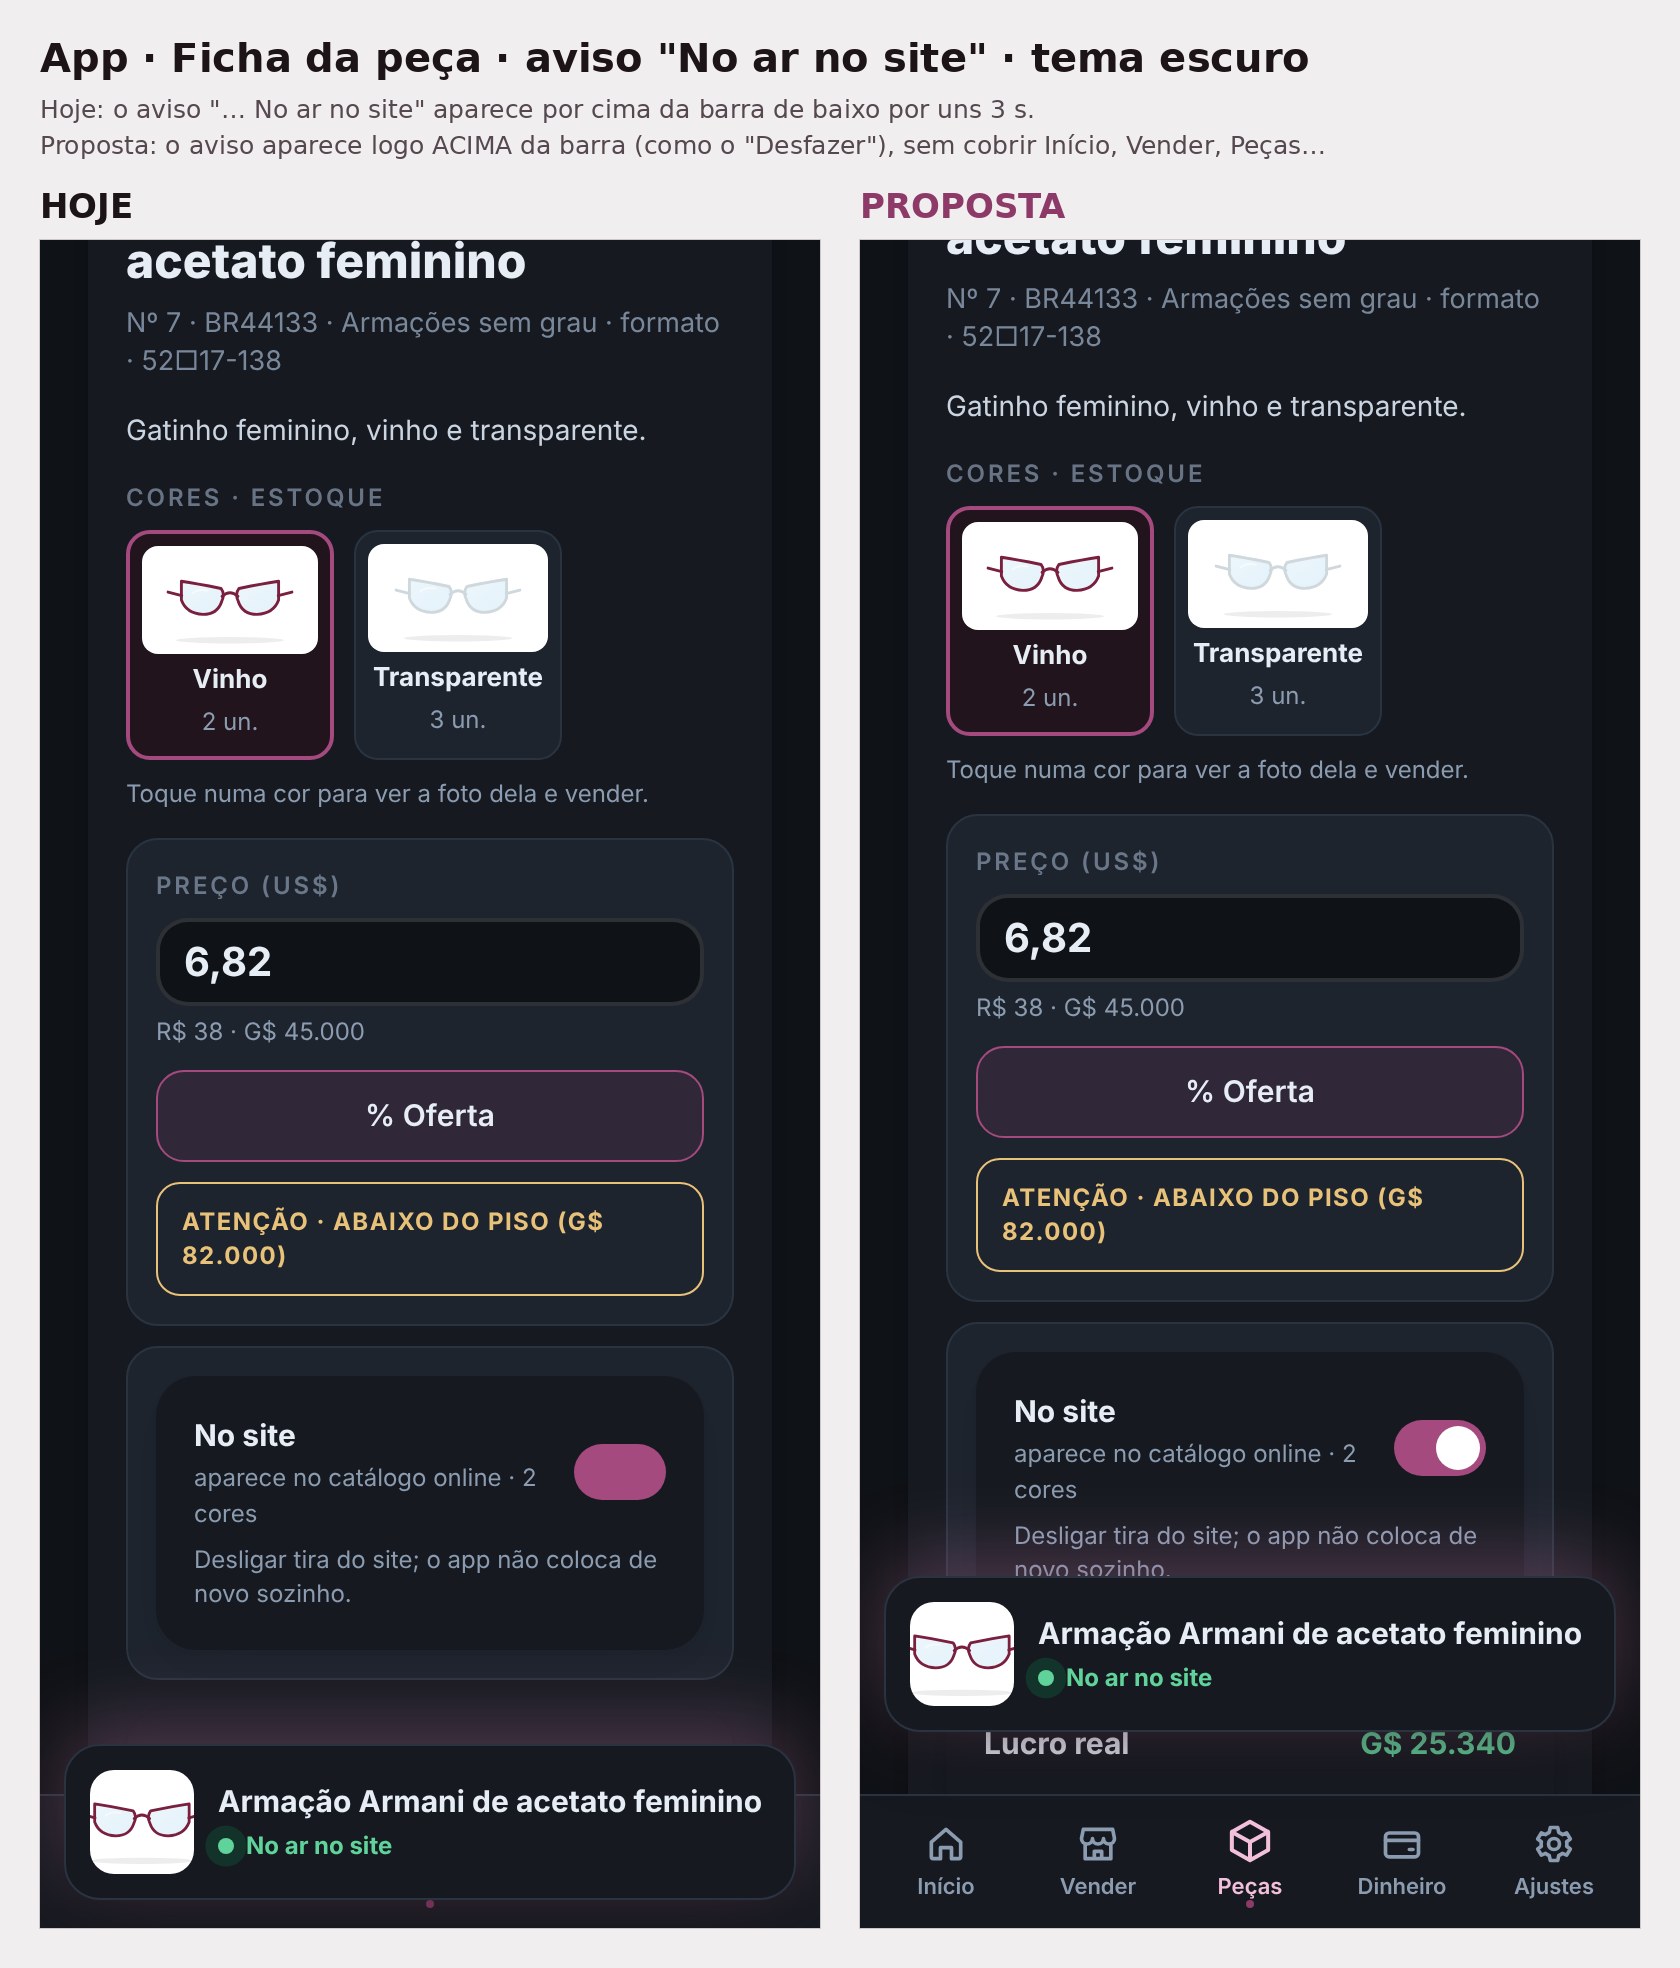 App · Ficha da peça · aviso "No ar no site" · tema escuro
Hoje: o aviso "... No ar no site" aparece por cima da barra de baixo por uns 3 s.
Proposta: o aviso aparece logo ACIMA da barra (como o "Desfazer"), sem cobrir Início, Vender, Peças...
HOJE
acetato feminino
Nº 7 · BR44133 · Armações sem grau · formato
· 52□17-138
Gatinho feminino, vinho e transparente.
CORES · ESTOQUE
Vinho
2 un.
Transparente
3 un.
Toque numa cor para ver a foto dela e vender.
PREÇO (US$)
6,82
R$ 38 · G$ 45.000
% Oferta
ATENÇÃO · ABAIXO DO PISO (G$
82.000)
No site
aparece no catálogo online · 2
cores
Desligar tira do site; o app não coloca de
novo sozinho.
Armação Armani de acetato feminino
No ar no site
PROPOSTA
acetato feminino
Nº 7 · BR44133 · Armações sem grau · formato
· 52□17-138
Gatinho feminino, vinho e transparente.
CORES · ESTOQUE
Vinho
2 un.
Transparente
3 un.
Toque numa cor para ver a foto dela e vender.
PREÇO (US$)
6,82
R$ 38 · G$ 45.000
% Oferta
ATENÇÃO · ABAIXO DO PISO (G$
82.000)
No site
aparece no catálogo online · 2
cores
Desligar tira do site; o app não coloca de
novo sozinho.
Armação Armani de acetato feminino
No ar no site
Lucro real G$ 25.340
Início Vender Peças Dinheiro Ajustes